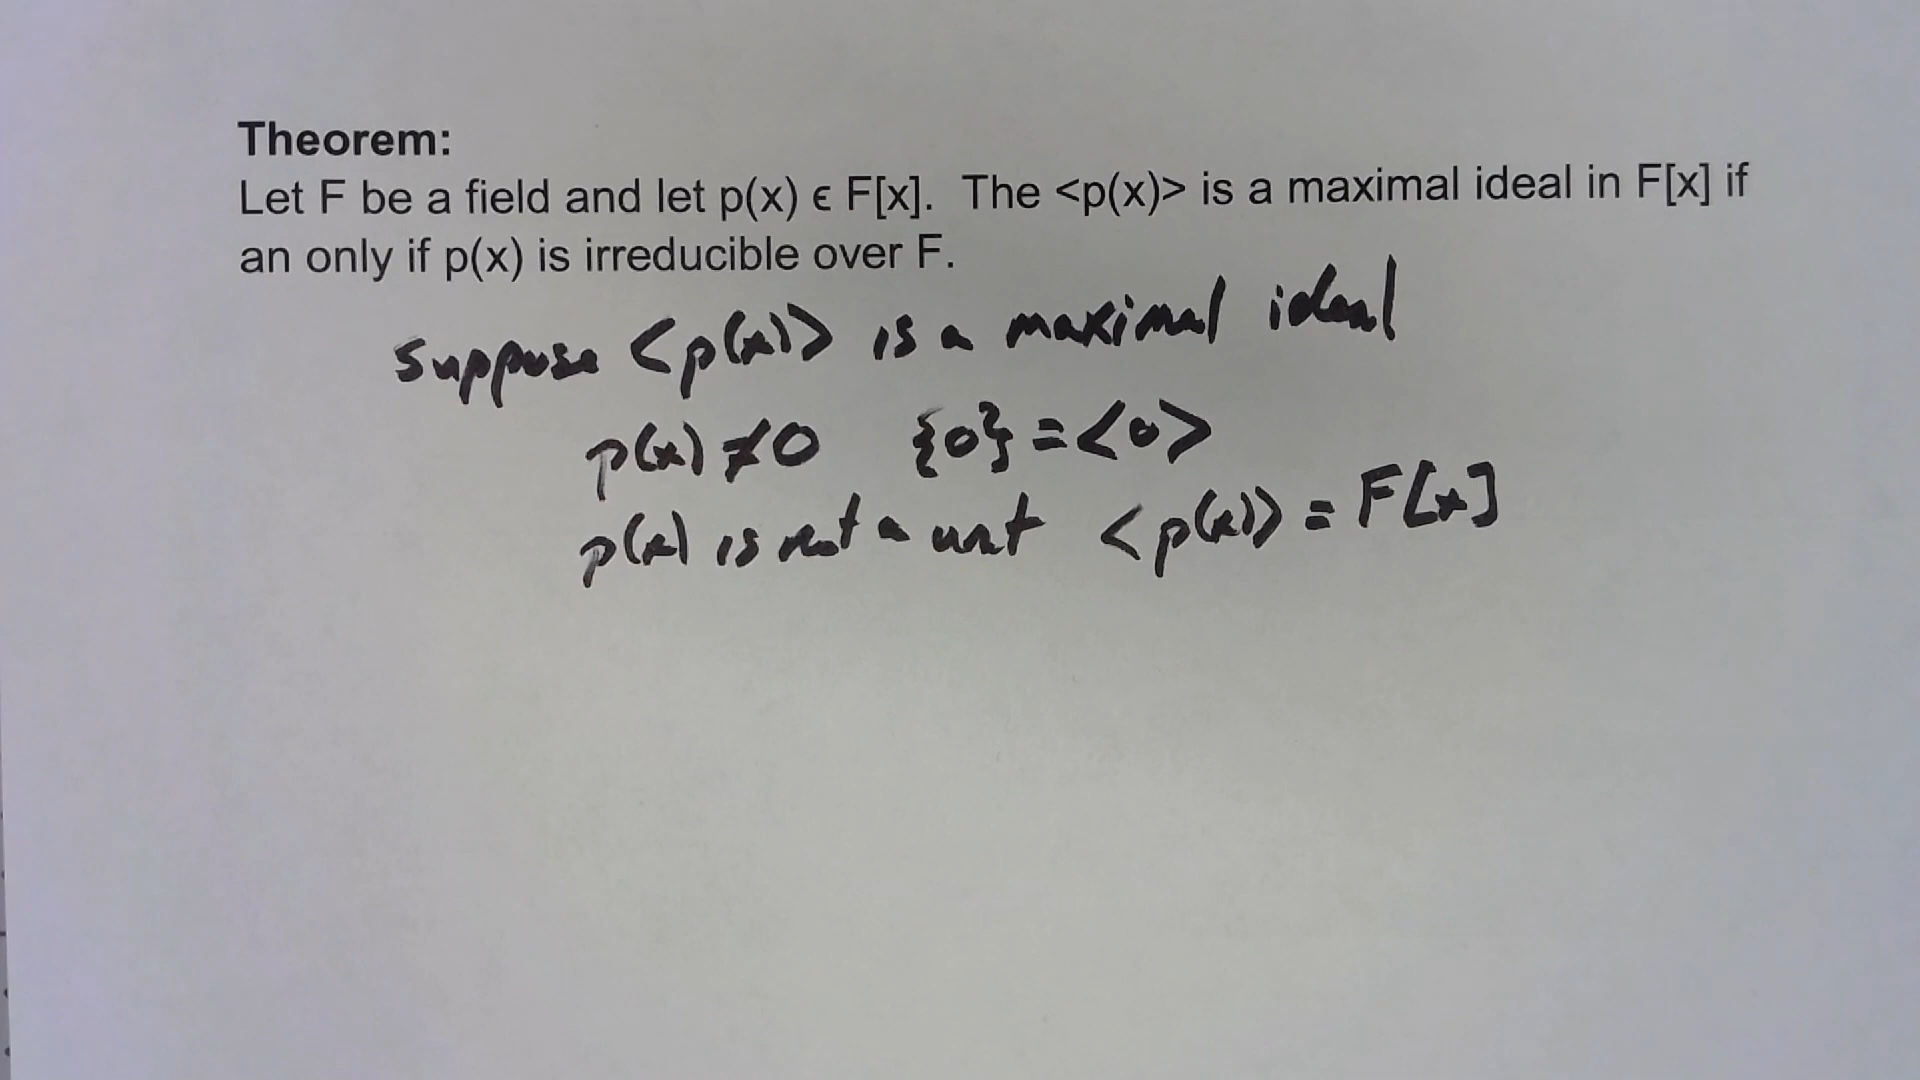 Theorem:
Let F be a field and let p(x) ϵ F[x]. The <p(x)> is a maximal ideal in F[x] if
an only if p(x) is irreducible over F.
suppose <p(x)> is a maximal ideal
p(x) ≠ 0 {0} = <0>
p(x) is not a unit <p(x)> = F[x]